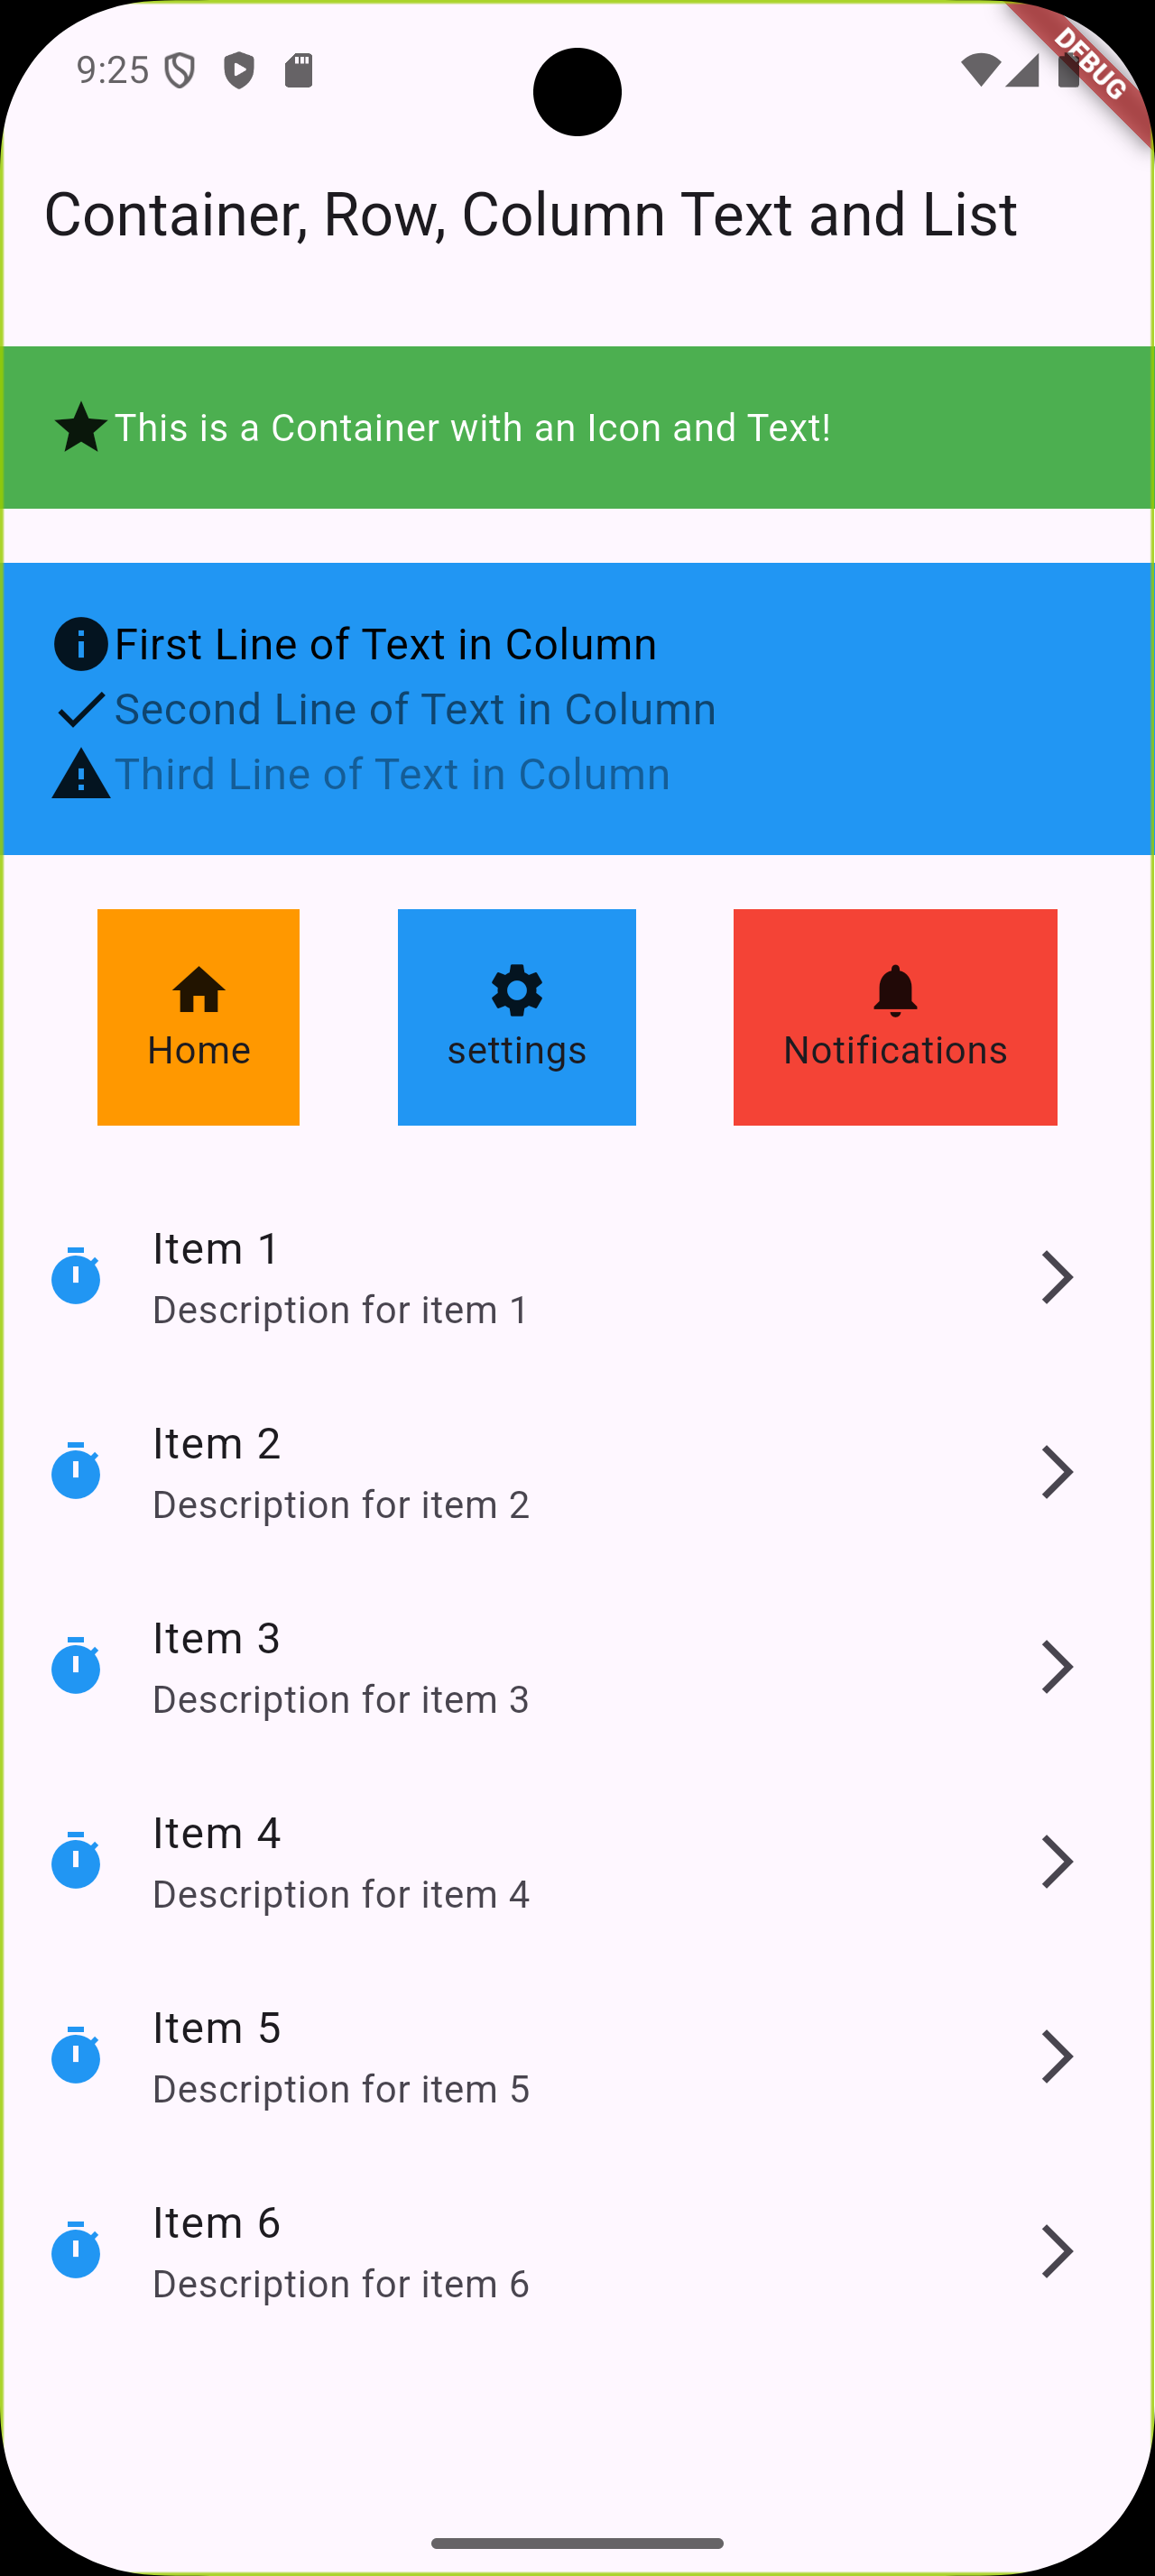 9:25
DEBUG
Container, Row, Column Text and List
This is a Container with an Icon and Text!
First Line of Text in Column
Second Line of Text in Column
Third Line of Text in Column
Home
settings
Notifications
Item 1
Description for item 1
Item 2
Description for item 2
Item 3
Description for item 3
Item 4
Description for item 4
Item 5
Description for item 5
Item 6
Description for item 6